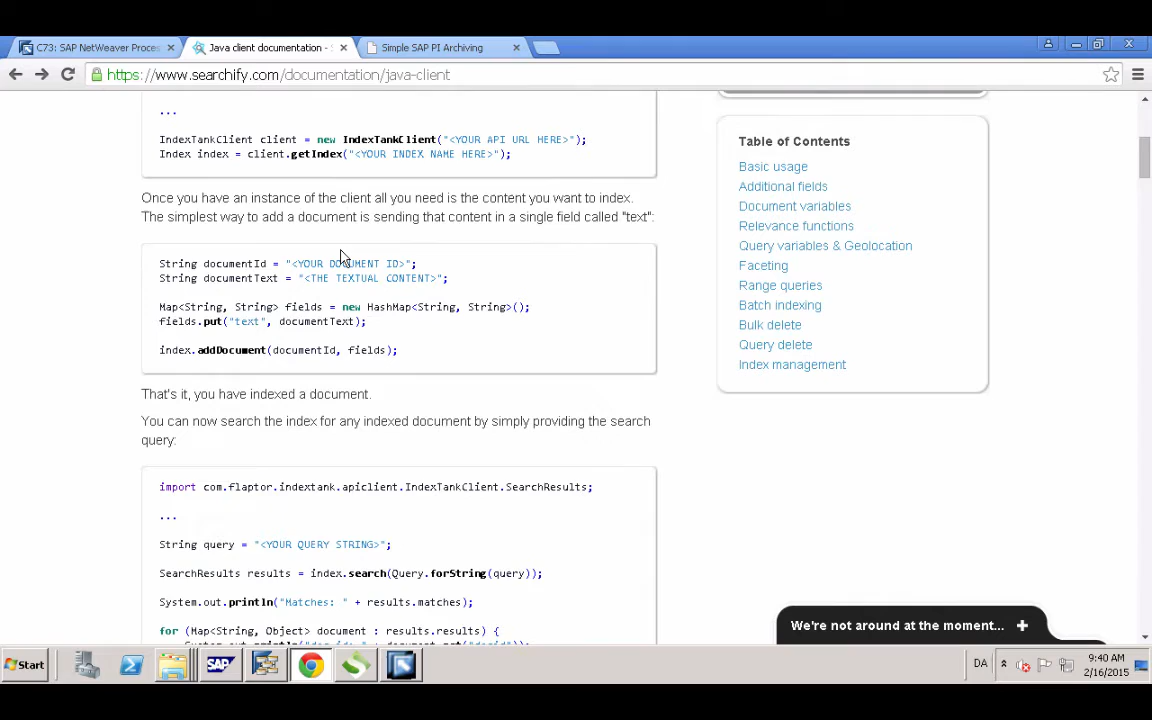 C73: SAP NetWeaver Proces
Java client documentation - S
Simple SAP PI Archiving
https://www.searchify.com/documentation/java-client
...
IndexTankClient client = new IndexTankClient("<YOUR API URL HERE>");
Index index = client.getIndex("<YOUR INDEX NAME HERE>");
Once you have an instance of the client all you need is the content you want to index.
The simplest way to add a document is sending that content in a single field called "text":
String documentId = "<YOUR DOCUMENT ID>";
String documentText = "<THE TEXTUAL CONTENT>";
Map<String, String> fields = new HashMap<String, String>();
fields.put("text", documentText);
index.addDocument(documentId, fields);
That's it, you have indexed a document.
You can now search the index for any indexed document by simply providing the search
query:
import com.flaptor.indextank.apiclient.IndexTankClient.SearchResults;
...
String query = "<YOUR QUERY STRING>";
SearchResults results = index.search(Query.forString(query));
System.out.println("Matches: " + results.matches);
for (Map<String, Object> document : results.results) {
Table of Contents
Basic usage
Additional fields
Document variables
Relevance functions
Query variables & Geolocation
Faceting
Range queries
Batch indexing
Bulk delete
Query delete
Index management
We're not around at the moment... +
Start
SAP
DA
9:40 AM
2/16/2015